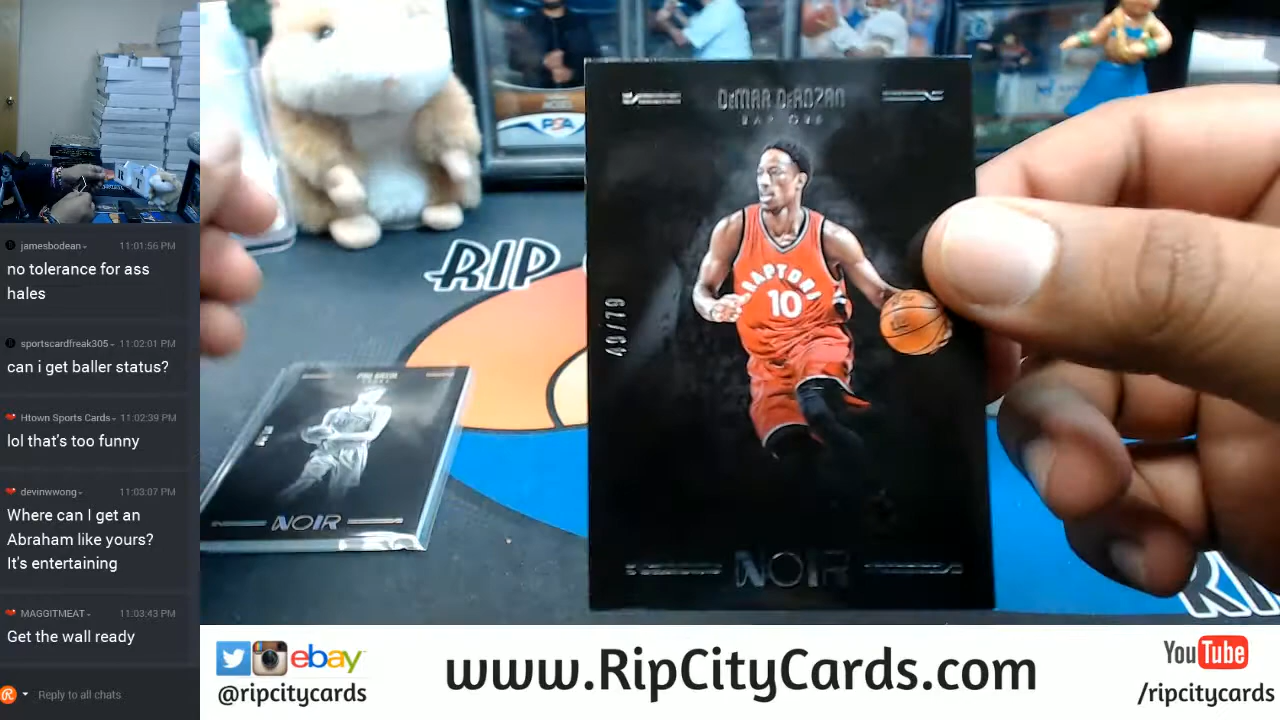 jamesbodean 11:01:56 PM
no tolerance for ass
hales
sportscardfreak305 11:02:01 PM
can i get baller status?
Htown Sports Cards 11:02:39 PM
lol that's too funny
devinwwong 11:03:07 PM
Where can I get an
Abraham like yours?
It's entertaining
MAGGITMEAT 11:03:43 PM
Get the wall ready
Reply to all chats
PSA
RIP
DEMAR DEROZAN
RAPTORS
49/79
RAPTORS
10
NOIR
NOIR
ebay
@ripcitycards
www.RipCityCards.com
YouTube
/ripcitycards